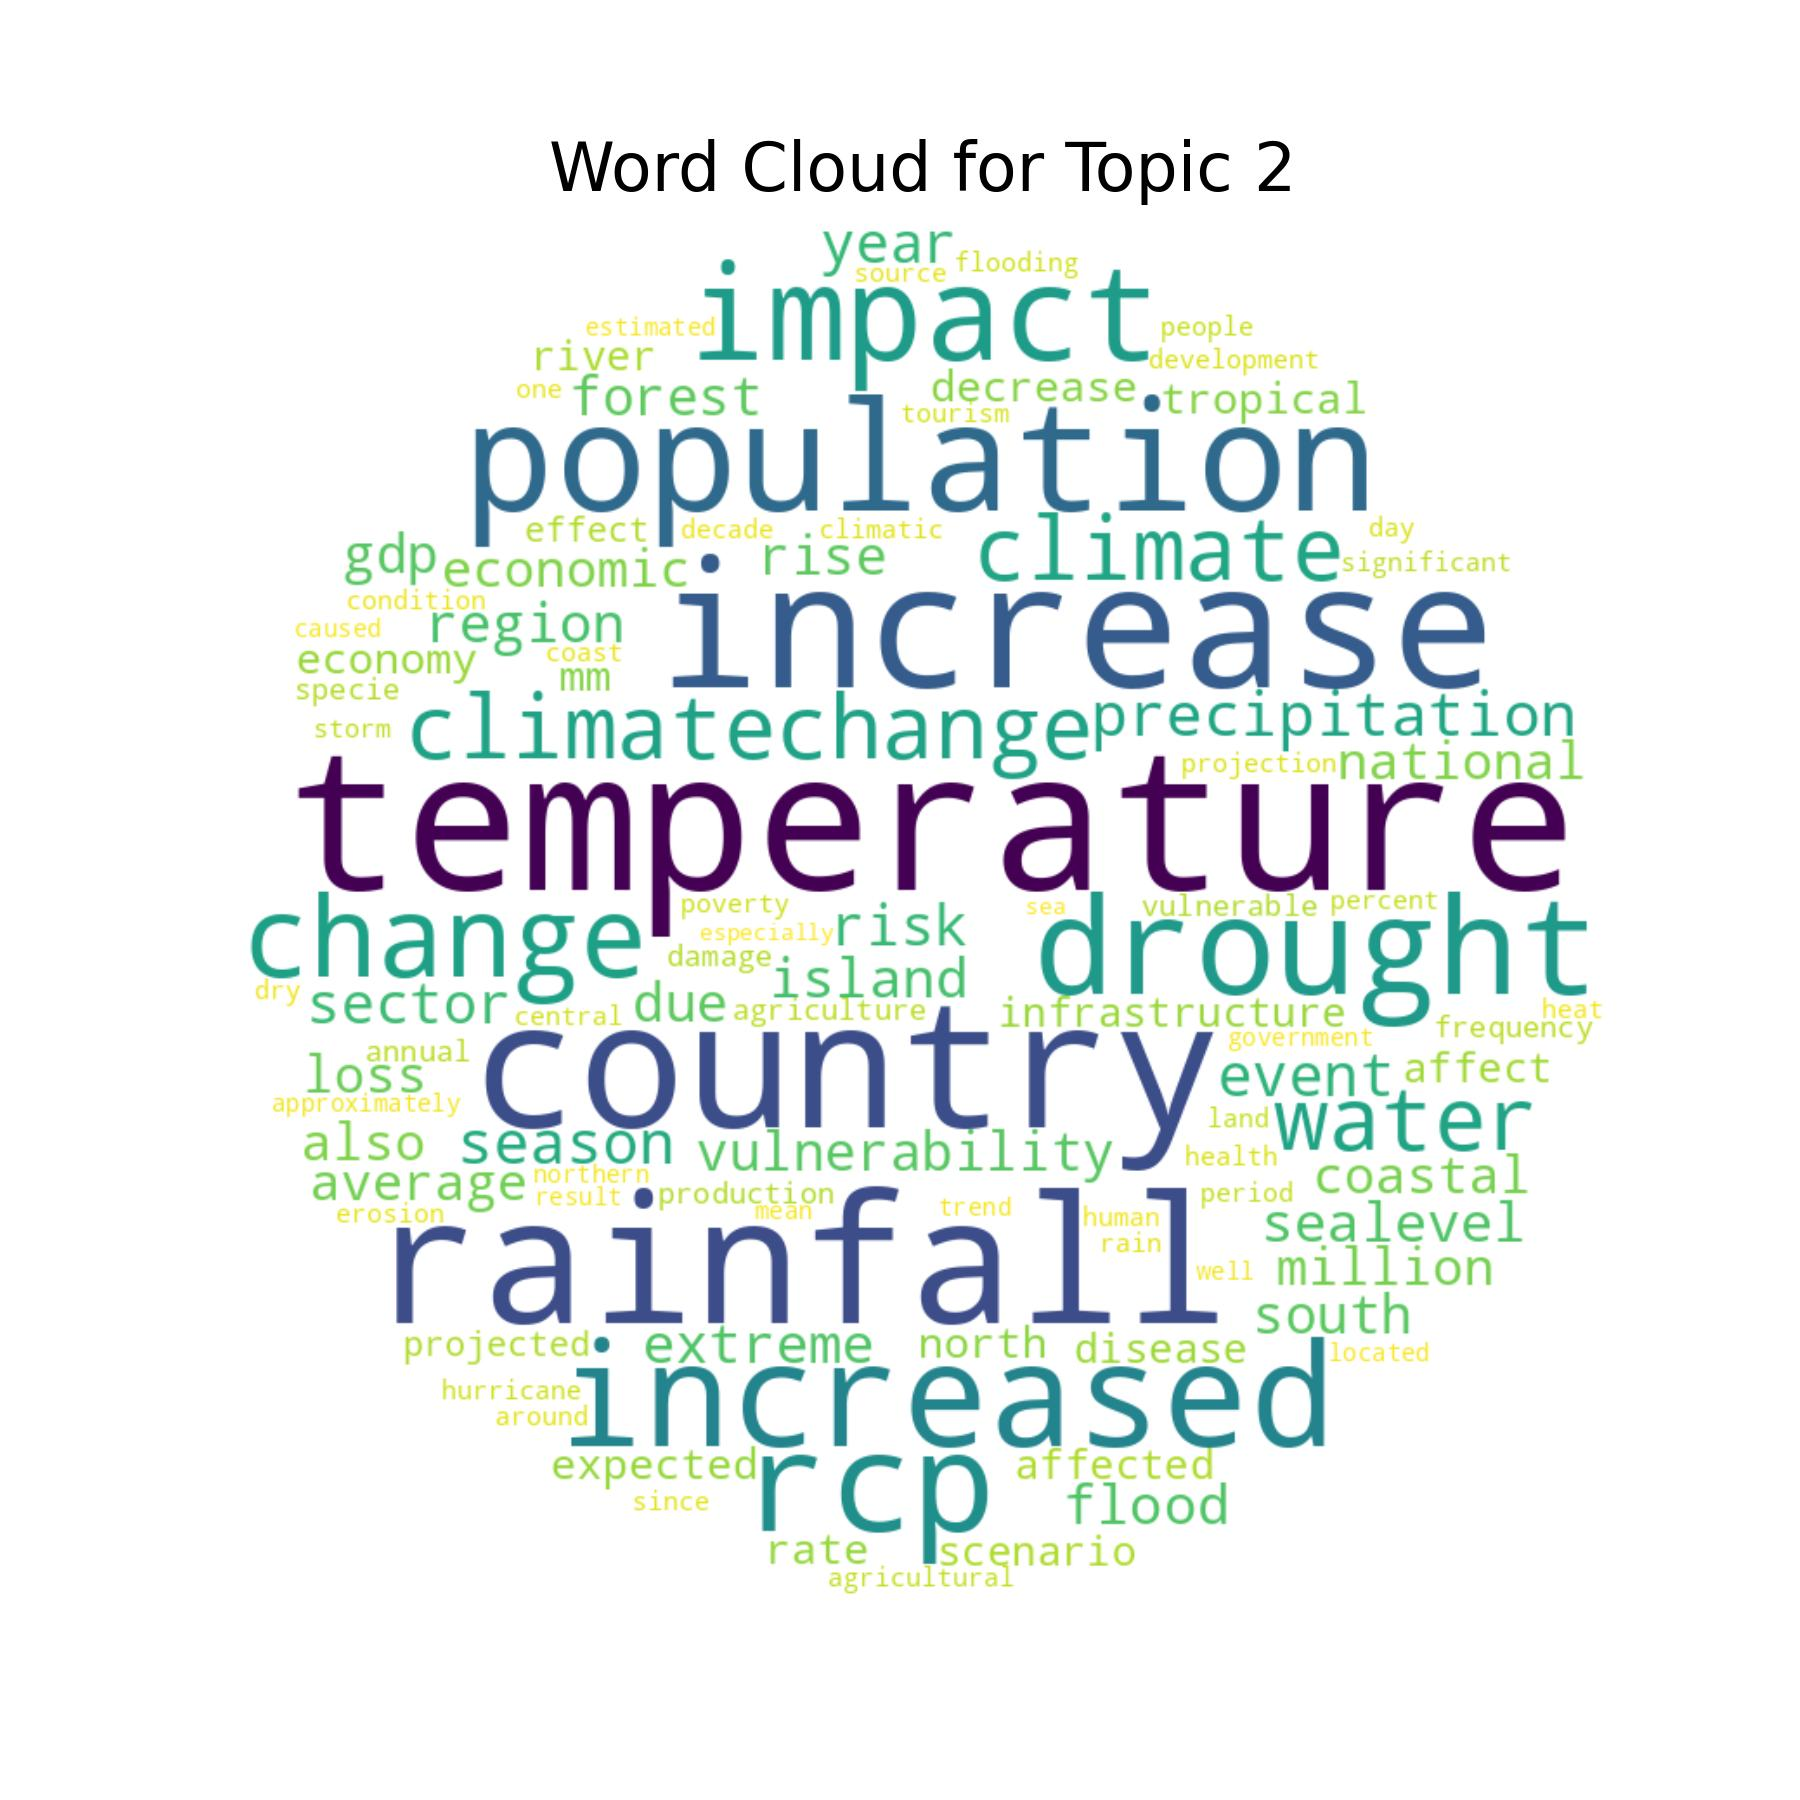 Word Cloud for Topic 2
year
source flooding
impact
estimated people
river development
one forest decrease tropical
tourism
population
effect decade climatic day
gdp economic rise climate significant
condition increase
caused region
economy coast
specie mm
storm climatechange precipitation
projection national
temperature
change poverty sea vulnerable percent
especially risk drought
damage island
dry sector central due agriculture infrastructure heat
country government frequency
annual
loss event affect
approximately land water
also season vulnerability health
average northern coastal
result production period
erosion mean trend human sealevel
rainfall rain
well million
south
projected extreme north disease located
hurricane increased
around
expected rcp affected
since flood
rate scenario
agricultural